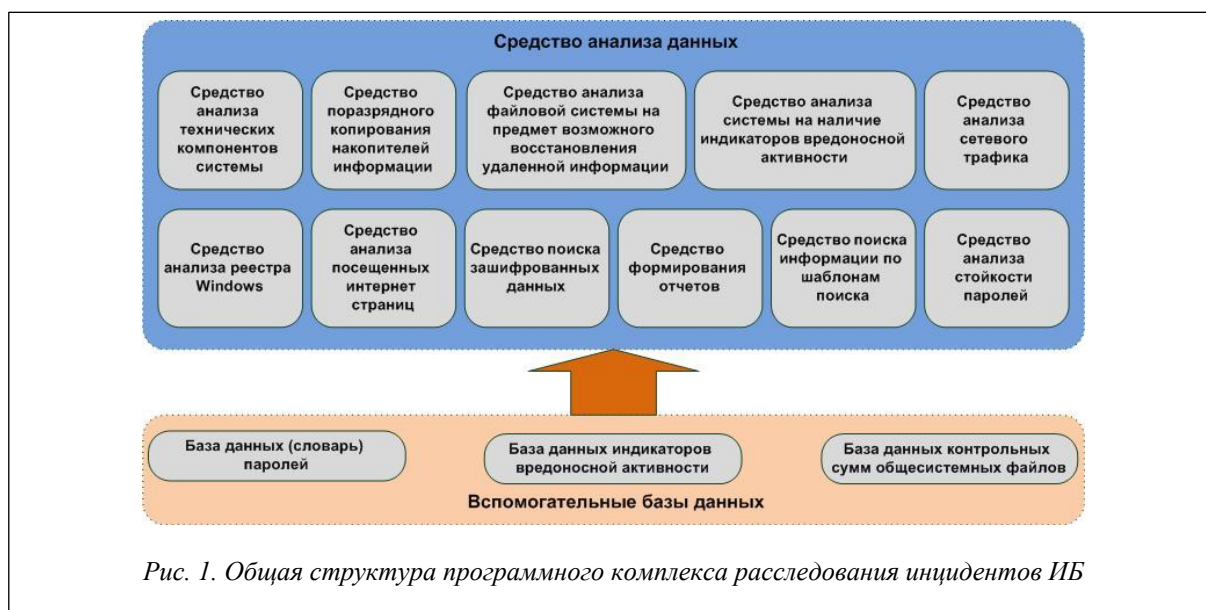 Средство анализа данных
Средство
анализа
технических
компонентов
системы
Средство
поразрядного
копирования
накопителей
информации
Средство анализа
файловой системы на
предмет возможного
восстановления
удаленной информации
Средство анализа
системы на наличие
индикаторов вредоносной
активности
Средство
анализа
сетевого
трафика
Средство
анализа реестра
Windows
Средство
анализа
посещенных
интернет
страниц
Средство поиска
зашифрованных
данных
Средство
формирования
отчетов
Средство поиска
информации по
шаблонам
поиска
Средство
анализа
стойкости
паролей
База данных (словарь)
паролей
База данных индикаторов
вредоносной активности
База данных контрольных
сумм общесистемных файлов
Вспомогательные базы данных
Рис. 1. Общая структура программного комплекса расследования инцидентов ИБ